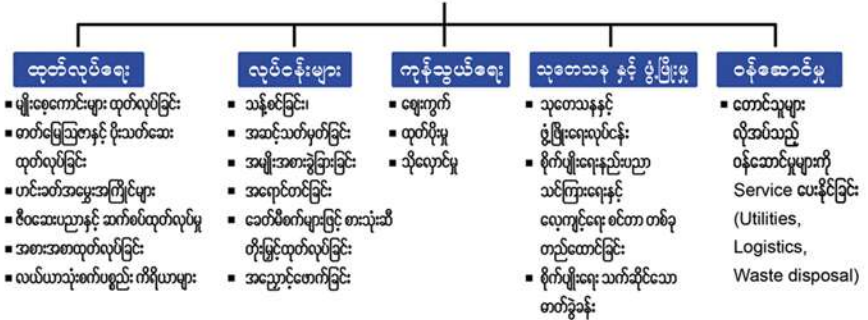 ထုတ်လုပ်ရေး
▪ မျိုးစေ့ကောင်းများ ထုတ်လုပ်ခြင်း
▪ ဓာတ်မြေသြဇာနှင့် ပိုးသတ်ဆေး
ထုတ်လုပ်ခြင်း
▪ ဟင်းခတ်အမွှေးအကြိုင်များ
▪ ဇီဝဆေးပညာနှင့် ဆက်စပ်ထုတ်လုပ်မှု
▪ အစားအစာထုတ်လုပ်ခြင်း
▪ လယ်ယာသုံးစက်ပစ္စည်း ကိရိယာများ
လုပ်ငန်းများ
▪ သန့်စင်ခြင်း၊
▪ အဆင့်သတ်မှတ်ခြင်း
▪ အမျိုးအစားခွဲခြားခြင်း
▪ အရောင်တင်ခြင်း
▪ ခေတ်မီစက်များဖြင့် စားသုံးဆီ
တိုးမြှင့်ထုတ်လုပ်ခြင်း
▪ အညှောင့်ဖောက်ခြင်း
ကုန်သွယ်ရေး
▪ ဈေးကွက်
▪ ထုတ်ပိုးမှု
▪ သိုလှောင်မှု
သုတေသန နှင့် ဖွံ့ဖြိုးမှု
▪ သုတေသနနှင့်
ဖွံ့ဖြိုးရေးလုပ်ငန်း
▪ စိုက်ပျိုးရေးနည်းပညာ
သင်ကြားရေးနှင့်
လေ့ကျင့်ရေး စင်တာ တစ်ခု
တည်ထောင်ခြင်း
▪ စိုက်ပျိုးရေး သက်ဆိုင်သော
ဓာတ်ခွဲခန်း
ဝန်ဆောင်မှု
▪ တောင်သူများ
လိုအပ်သည့်
ဝန်ဆောင်မှုများကို
Service ပေးနိုင်ခြင်း
(Utilities,
Logistics,
Waste disposal)